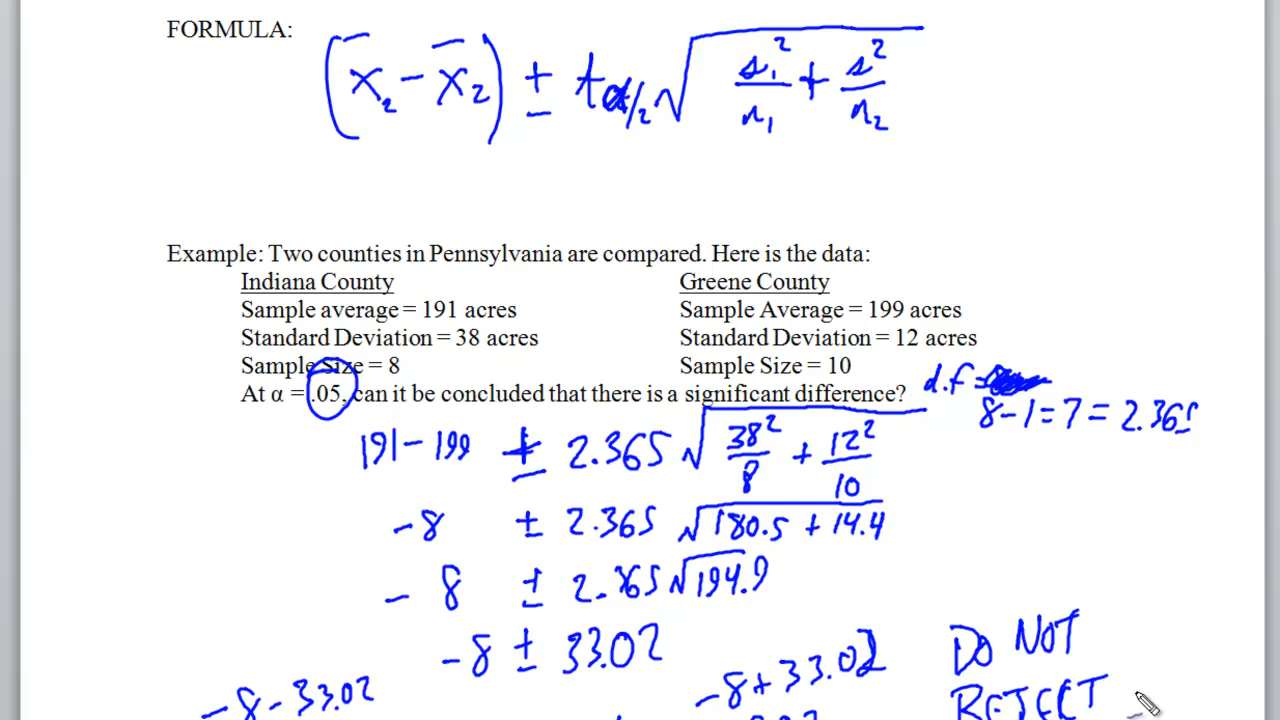 FORMULA:
(x̄₂ − x̄₂) ± t α/2 √(s₁²/n₁ + s²/n₂)
Example: Two counties in Pennsylvania are compared. Here is the data:
Indiana County Greene County
Sample average = 191 acres Sample Average = 199 acres
Standard Deviation = 38 acres Standard Deviation = 12 acres
Sample Size = 8 Sample Size = 10
d.f =
At α = .05, can it be concluded that there is a significant difference?
8 − 1 = 7 = 2.365
191 − 199 ± 2.365 √(38²/8 + 12²/10)
−8 ± 2.365 √(180.5 + 14.4)
−8 ± 2.365 √194.9
−8 ± 33.02
−8 − 33.02 −8 + 33.02
DO NOT
REJECT